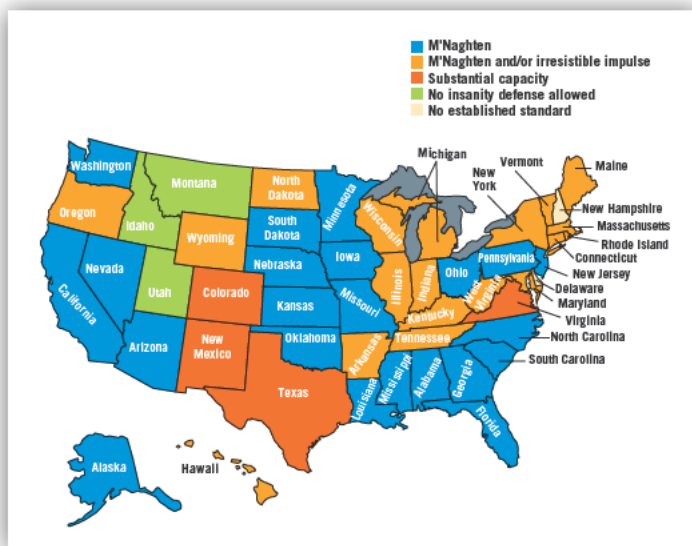 M'Naghten
M'Naghten and/or irresistible impulse
Substantial capacity
No insanity defense allowed
No established standard
Michigan
Vermont
Maine
New
York
New Hampshire
Massachusetts
Rhode Island
Connecticut
New Jersey
Delaware
Maryland
Virginia
North Carolina
South Carolina
Washington
Montana
North
Dakota
Minnesota
Oregon
Idaho
Wyoming
South
Dakota
Wisconsin
Nebraska
Iowa
Illinois
Indiana
Ohio
Pennsylvania
West
Virginia
Nevada
Utah
Colorado
Kansas
Missouri
Kentucky
California
Arizona
New
Mexico
Oklahoma
Arkansas
Tennessee
Texas
Louisiana
Mississippi
Alabama
Georgia
Florida
Alaska
Hawaii